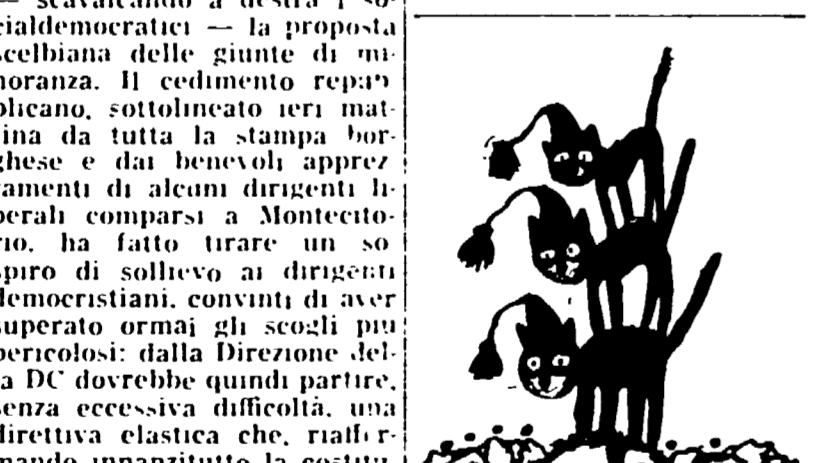 — scavalcando a destra i so-
cialdemocratici — la proposta
scelbiana delle giunte di mi-
noranza. Il cedimento repub
blicano, sottolineato ieri mat-
tina da tutta la stampa bor-
ghese e dai benevoli apprez
zamenti di alcuni dirigenti li-
berali comparsi a Montecito-
rio, ha fatto tirare un so
spiro di sollievo ai dirigenti
democristiani, convinti di aver
superato ormai gli scogli più
pericolosi: dalla Direzione del-
la DC dovrebbe quindi partire,
senza eccessiva difficoltà, una
direttiva elastica che, riaffer-
mando innanzitutto la costitu